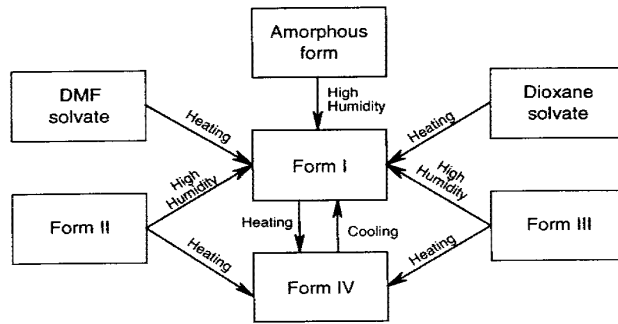 Amorphous
form
DMF
solvate
High
Humidity
Dioxane
solvate
Heating
Heating
Form I
High
Humidity
High
Humidity
Form II
Heating
Cooling
Form III
Heating
Heating
Form IV